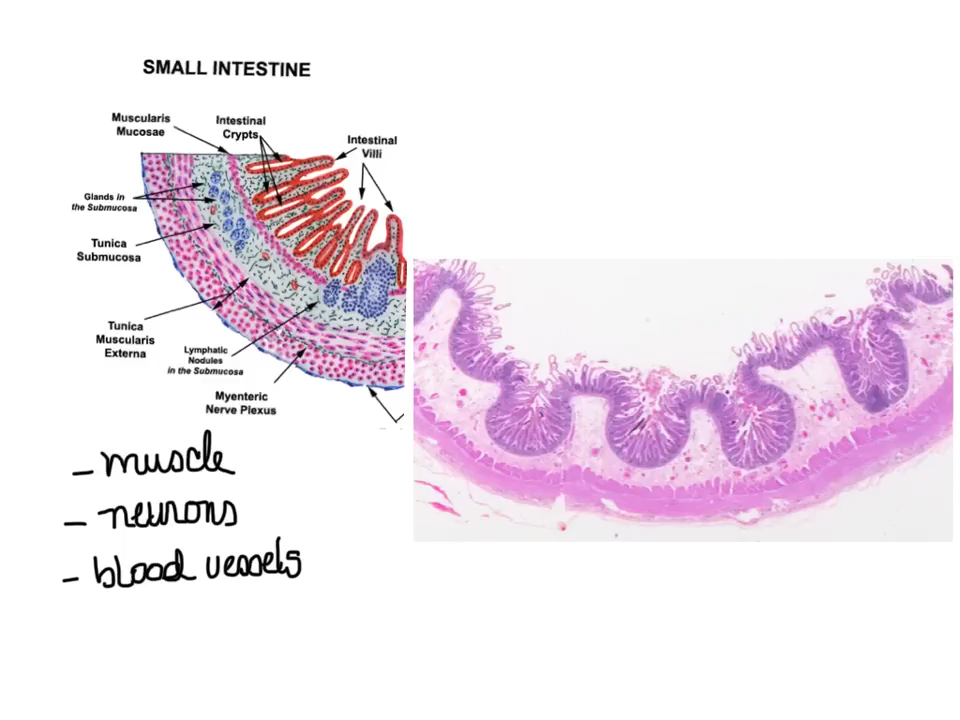 SMALL INTESTINE
Muscularis
Mucosae
Intestinal
Crypts
Intestinal
Villi
Glands in
the Submucosa
Tunica
Submucosa
Tunica
Muscularis
Externa
Lymphatic
Nodules
in the Submucosa
Myenteric
Nerve Plexus
- muscle
- neurons
- blood vessels